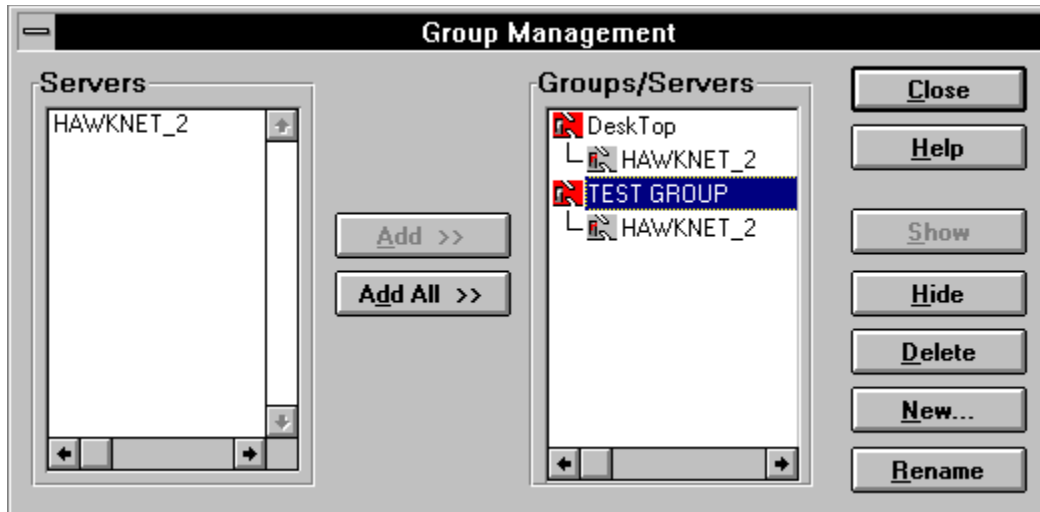 Group Management
Servers
HAWKNET_2
Add >>
Add All >>
Groups/Servers
DeskTop
HAWKNET_2
TEST GROUP
HAWKNET_2
Close
Help
Show
Hide
Delete
New...
Rename